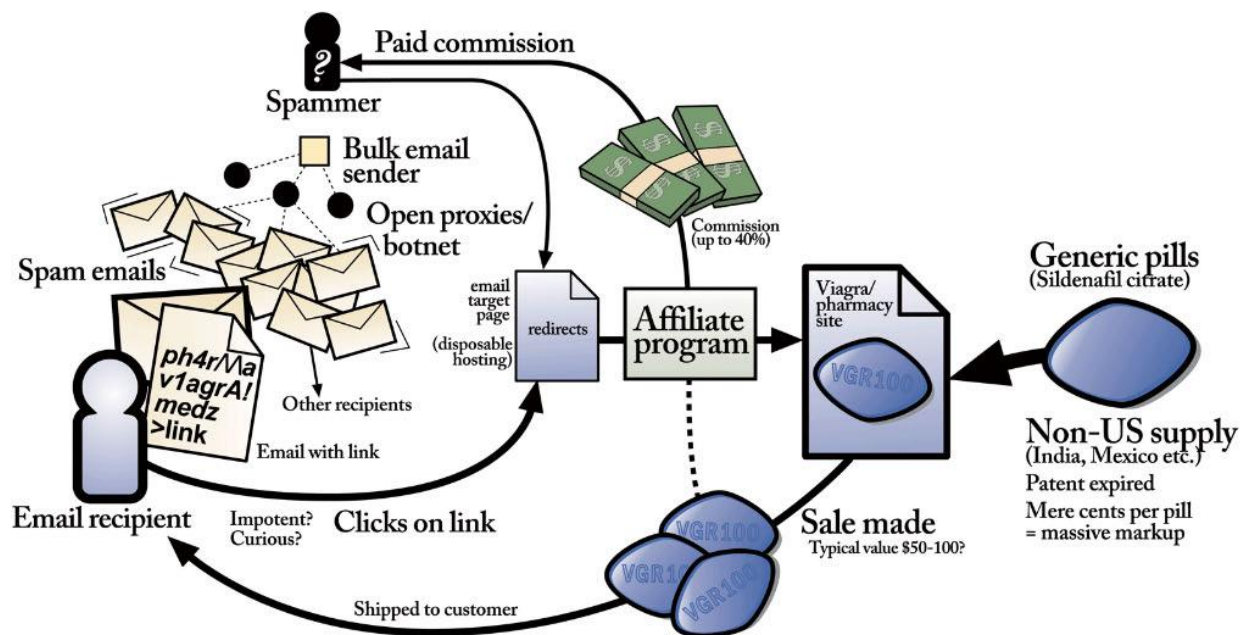 Paid commission
?
Spammer
Bulk email
sender
Open proxies/
botnet
Spam emails
ph4r/\/\a
v1agrA!
medz
>link
Other recipients
Email with link
Email recipient
Impotent?
Curious?
Clicks on link
email
target
page
(disposable
hosting)
redirects
$
$
$
$
Commission
(up to 40%)
Affiliate
program
Viagra/
pharmacy
site
VGR100
Generic pills
(Sildenafil citrate)
Non-US supply
(India, Mexico etc.)
Patent expired
Mere cents per pill
= massive markup
Sale made
Typical value $50-100?
VGR100
VGR10
VGR100
Shipped to customer